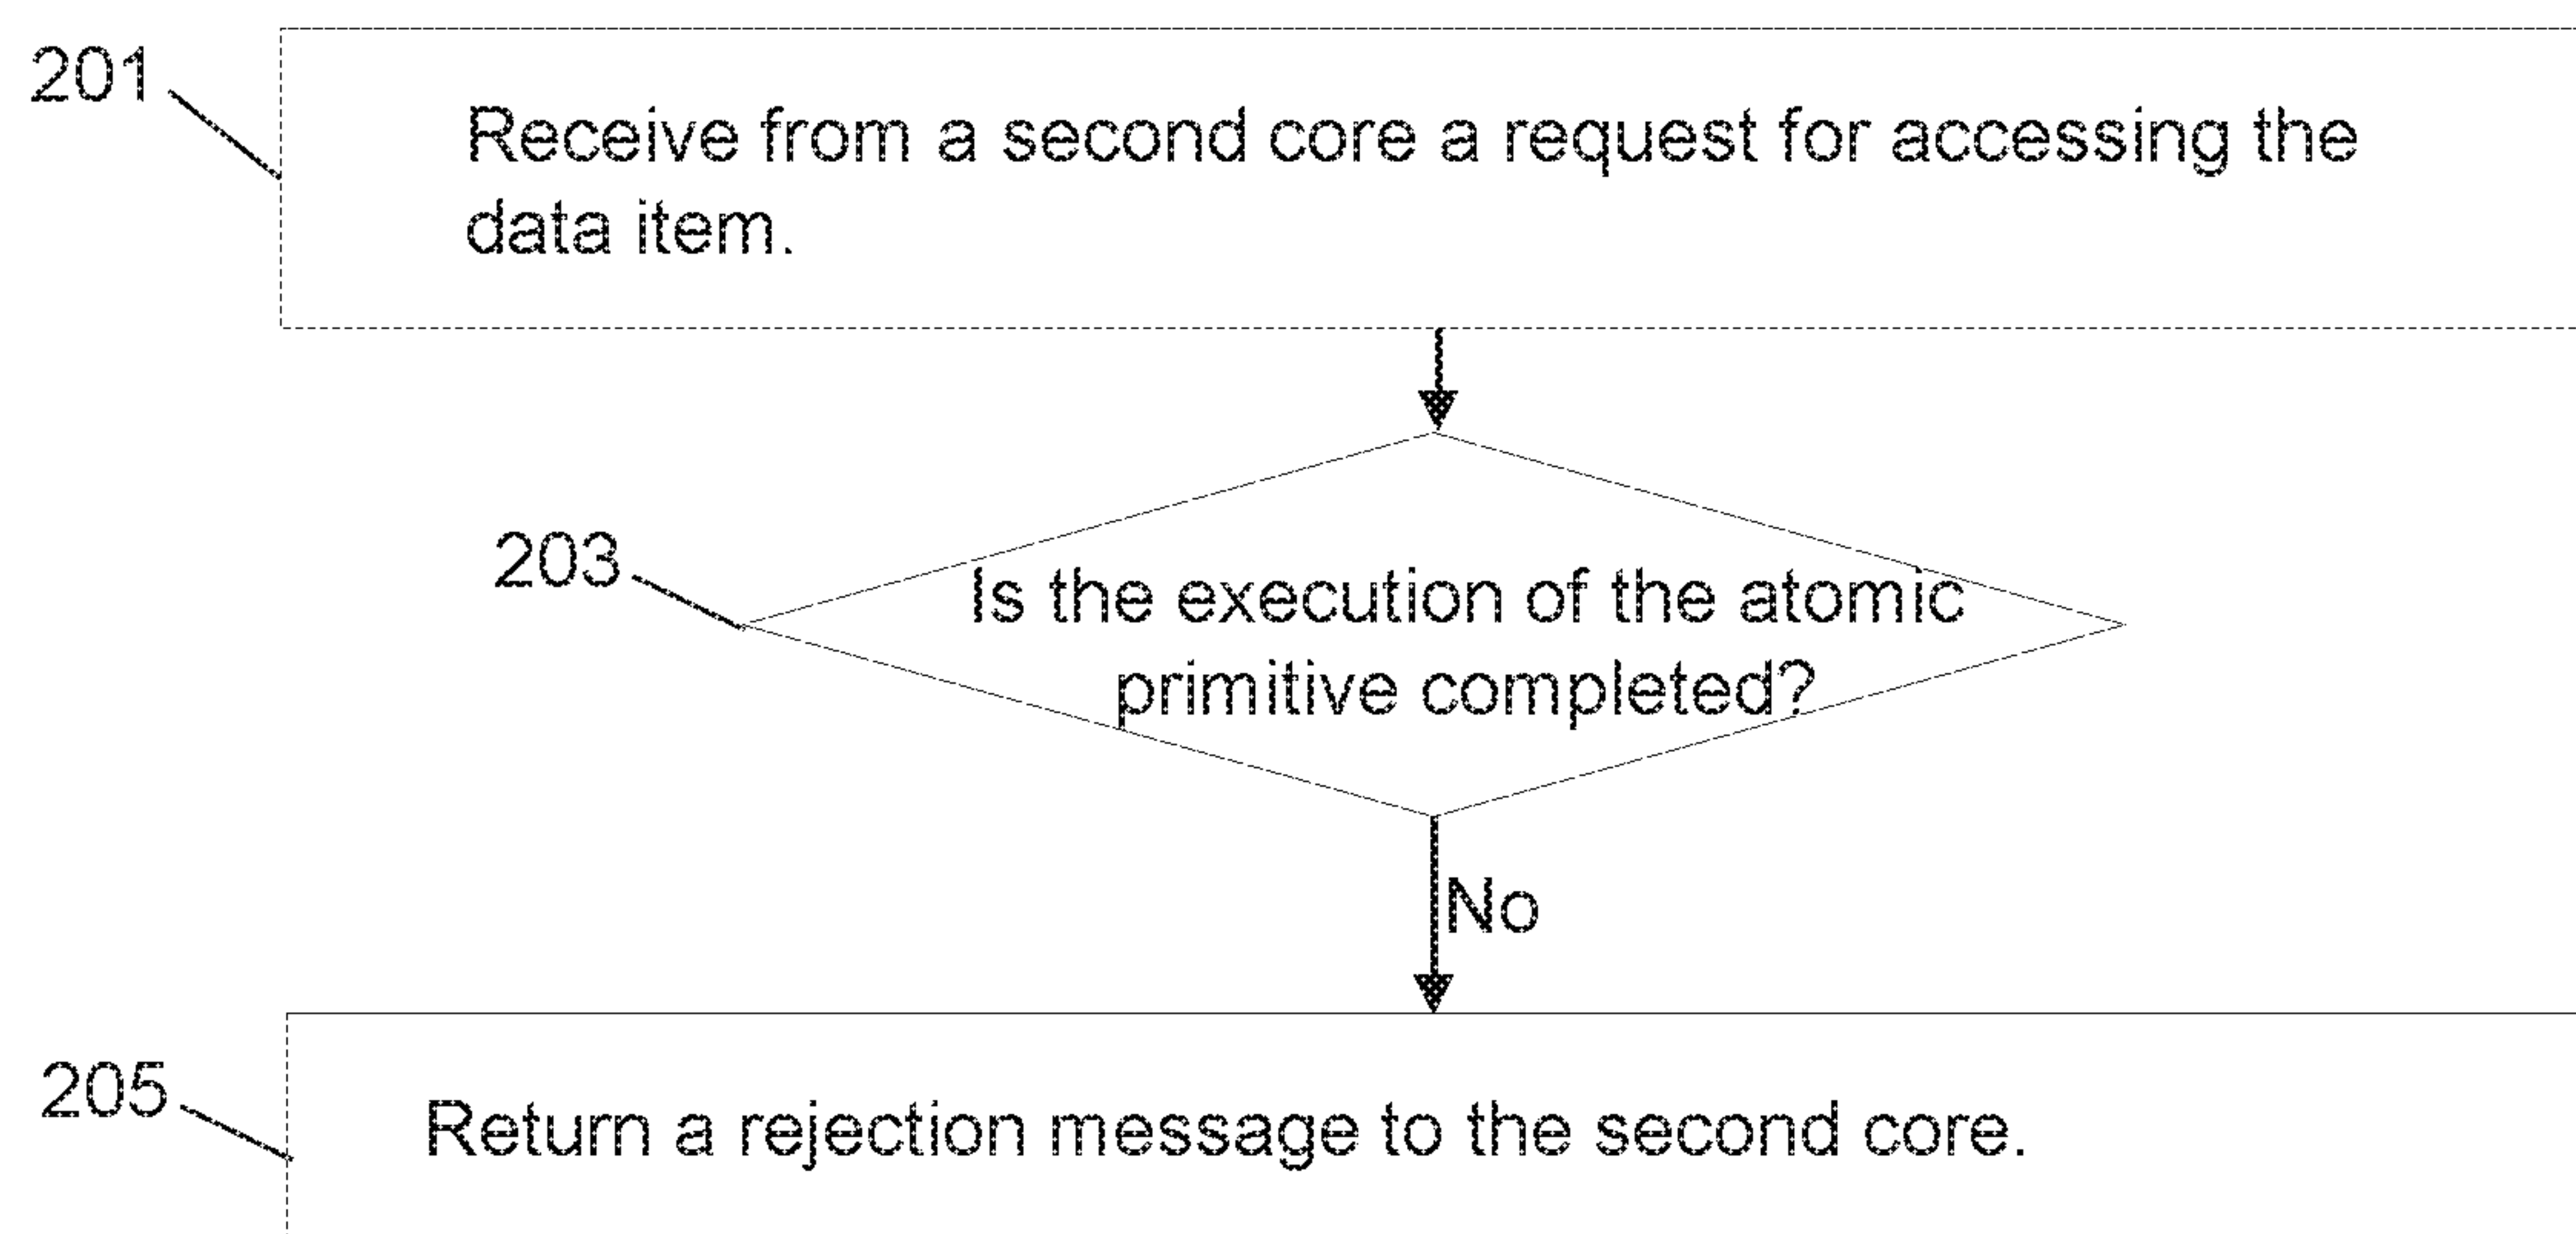 201
Receive from a second core a request for accessing the
data item.
203
Is the execution of the atomic
primitive completed?
No
205
Return a rejection message to the second core.